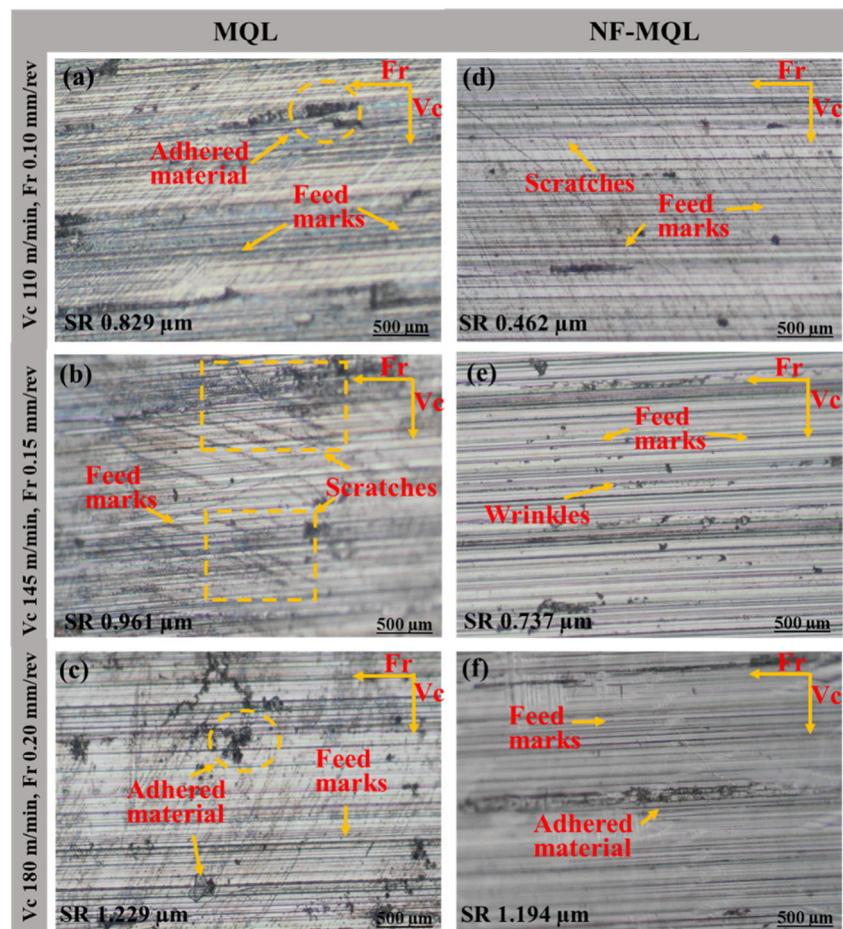 MQL
NF-MQL
Vc 110 m/min, Fr 0.10 mm/rev
(a)
Fr
Vc
Adhered
material
Feed
marks
SR 0.829 µm
500 µm
(d)
Fr
Vc
Scratches
Feed
marks
SR 0.462 µm
500 µm
Vc 145 m/min, Fr 0.15 mm/rev
(b)
Fr
Vc
Feed
marks
Scratches
SR 0.961 µm
500 µm
(e)
Fr
Vc
Feed
marks
Wrinkles
SR 0.737 µm
500 µm
Vc 180 m/min, Fr 0.20 mm/rev
(c)
Fr
Vc
Feed
marks
Adhered
material
SR 1.229 µm
500 µm
(f)
Fr
Vc
Feed
marks
Adhered
material
SR 1.194 µm
500 µm